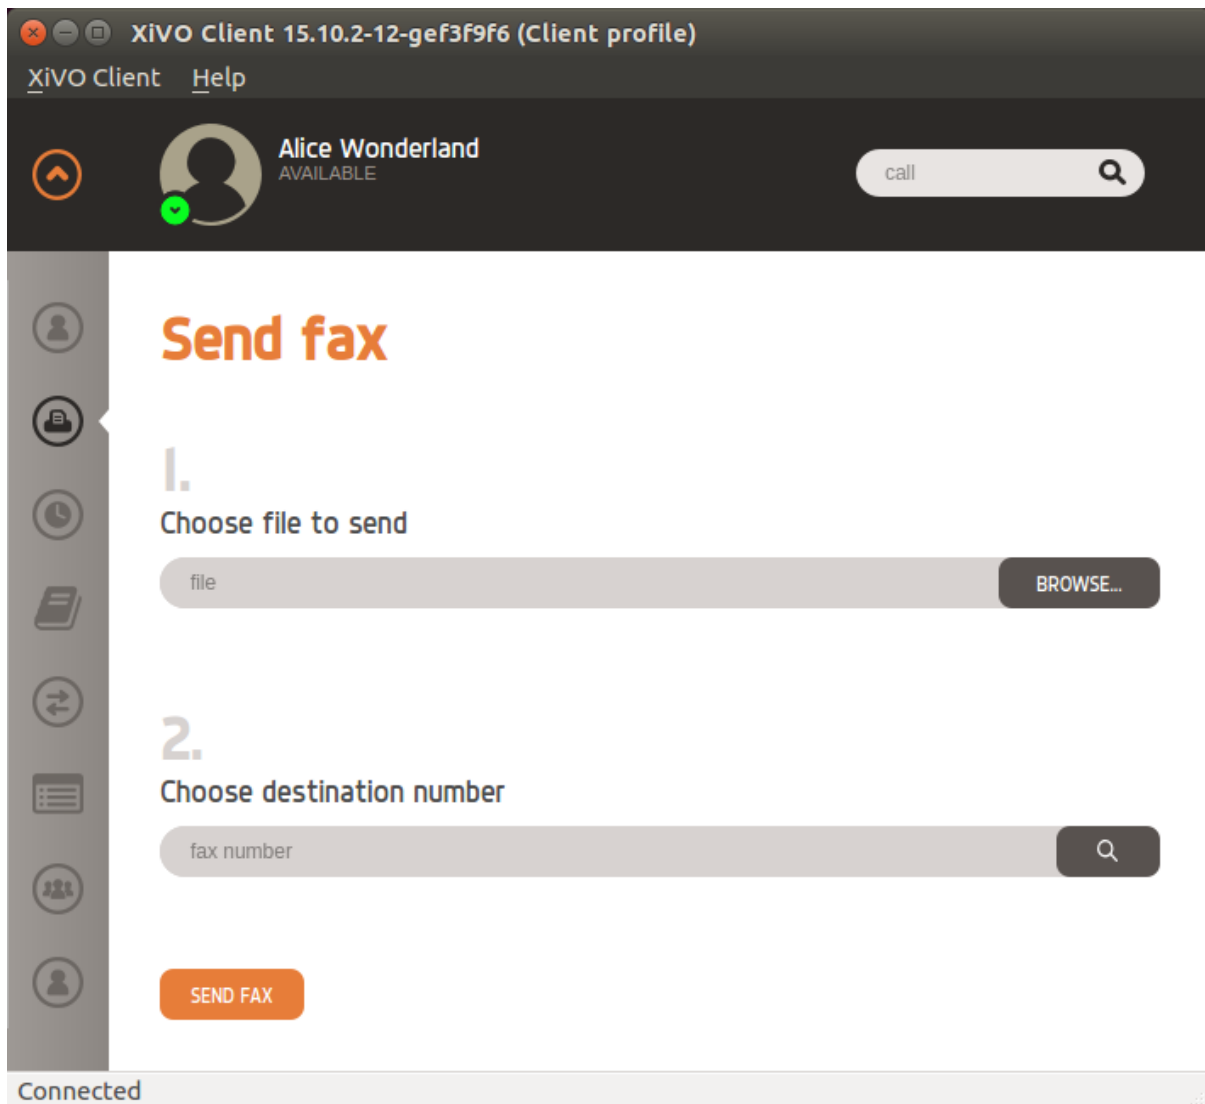 XiVO Client 15.10.2-12-gef3f9f6 (Client profile)
XiVO Client Help
Alice Wonderland
AVAILABLE
call
Send fax
1.
Choose file to send
file
BROWSE...
2.
Choose destination number
fax number
SEND FAX
Connected